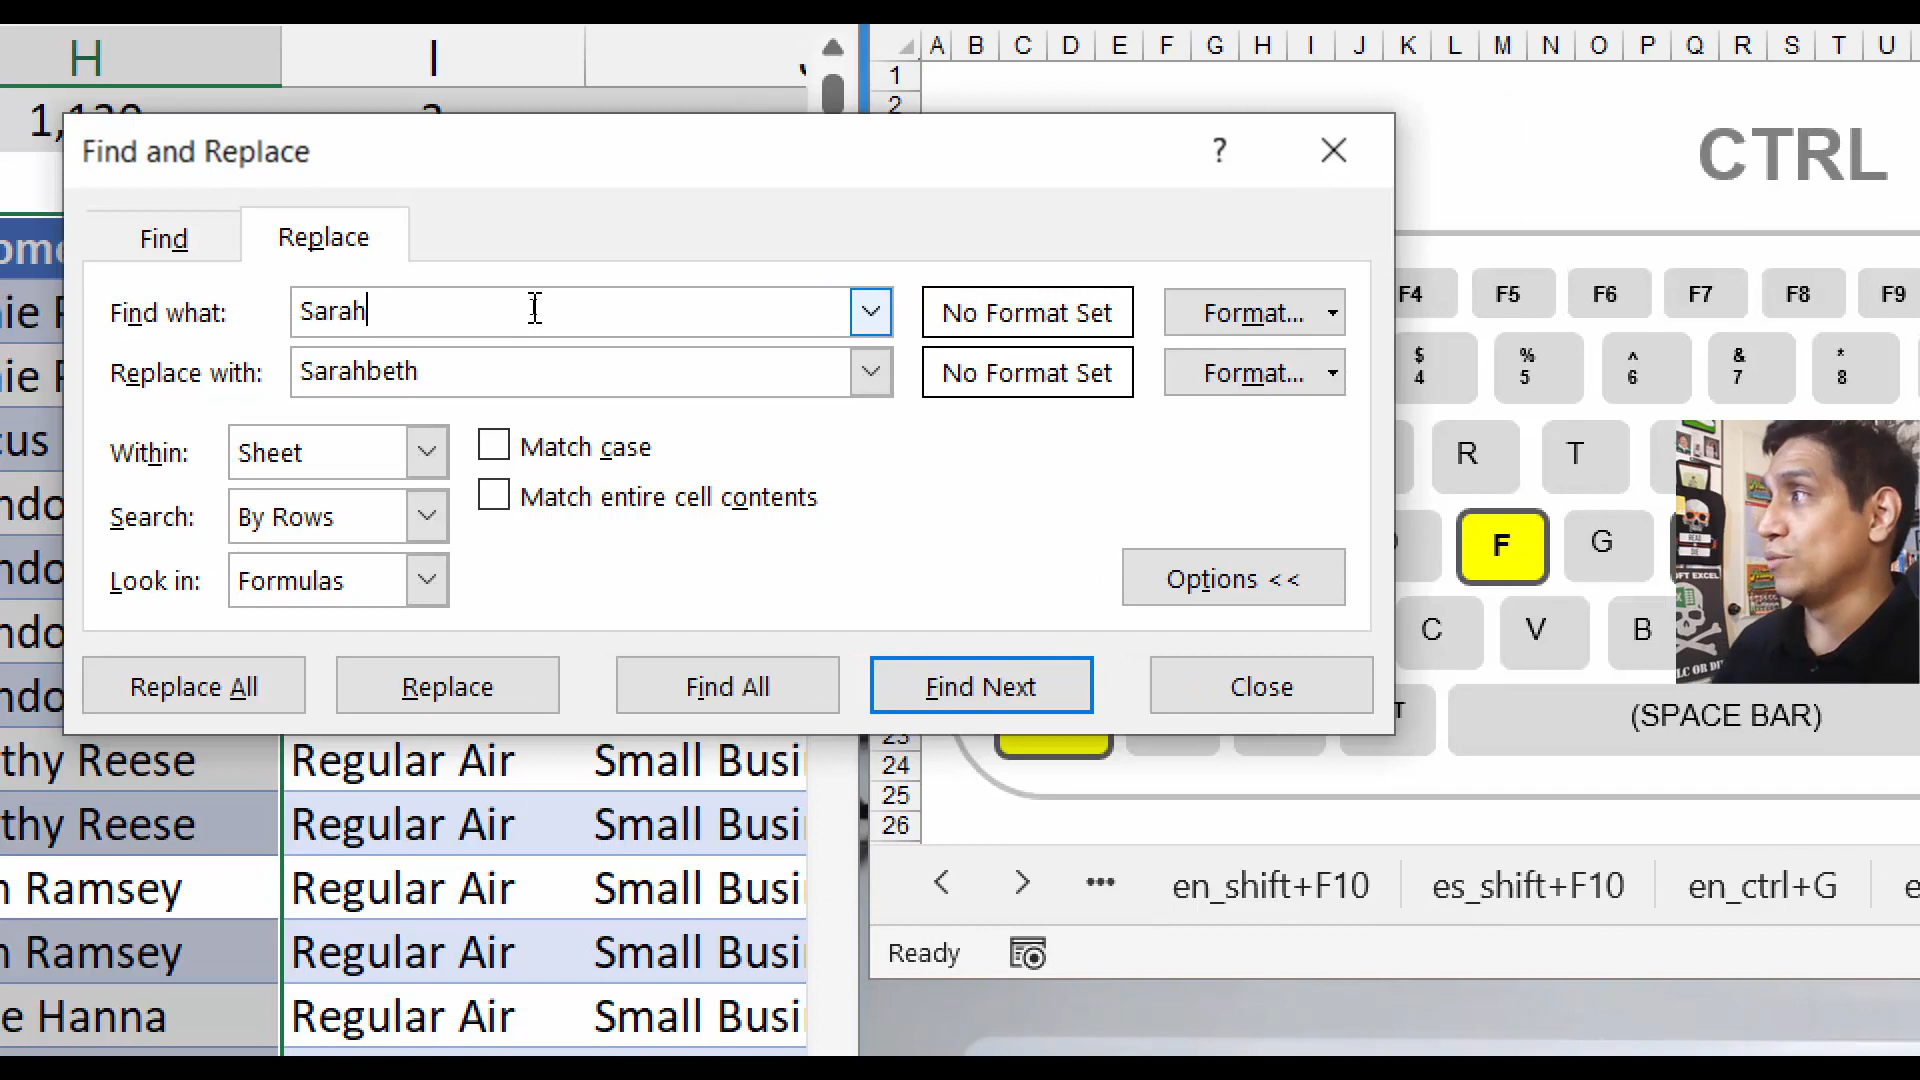 H I
A B C D E F G H I J K L M N O P Q R S T U
1
2
CTRL
Find and Replace ?
Find Replace
Find what: Sarah No Format Set Format...
Replace with: Sarahbeth No Format Set Format...
Within: Sheet Match case
Search: By Rows Match entire cell contents
Look in: Formulas
Options <<
Replace All Replace Find All Find Next Close
F4 F5 F6 F7 F8 F9
$ % ^ & *
4 5 6 7 8
R T
F G
C V B
(SPACE BAR)
thy Reese Regular Air Small Busi
thy Reese Regular Air Small Busi
n Ramsey Regular Air Small Busi
n Ramsey Regular Air Small Busi
e Hanna Regular Air Small Busi
23
24
25
26
en_shift+F10 es_shift+F10 en_ctrl+G
Ready